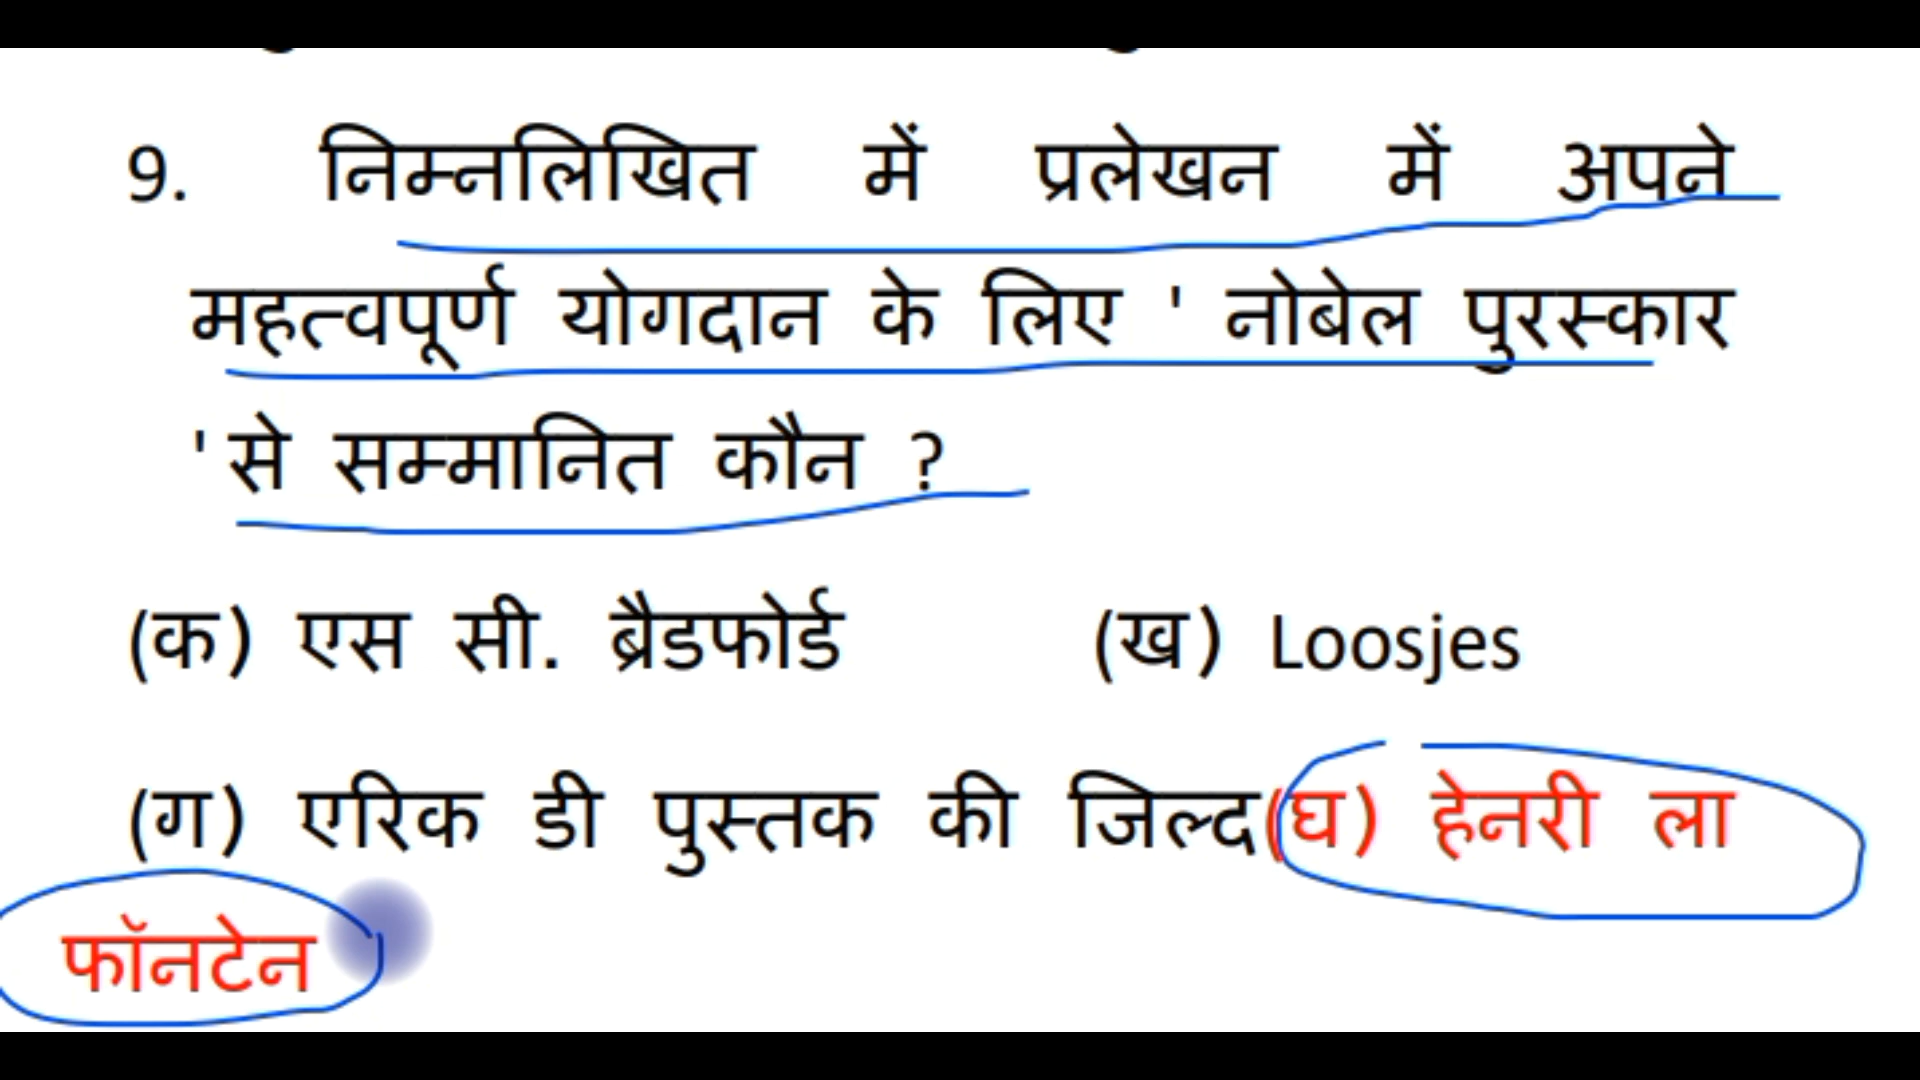 9. निम्नलिखित में प्रलेखन में अपने
महत्वपूर्ण योगदान के लिए ' नोबेल पुरस्कार
' से सम्मानित कौन ?
(क) एस सी. ब्रैडफोर्ड (ख) Loosjes
(ग) एरिक डी पुस्तक की जिल्द(घ) हेनरी ला
फॉनटेन